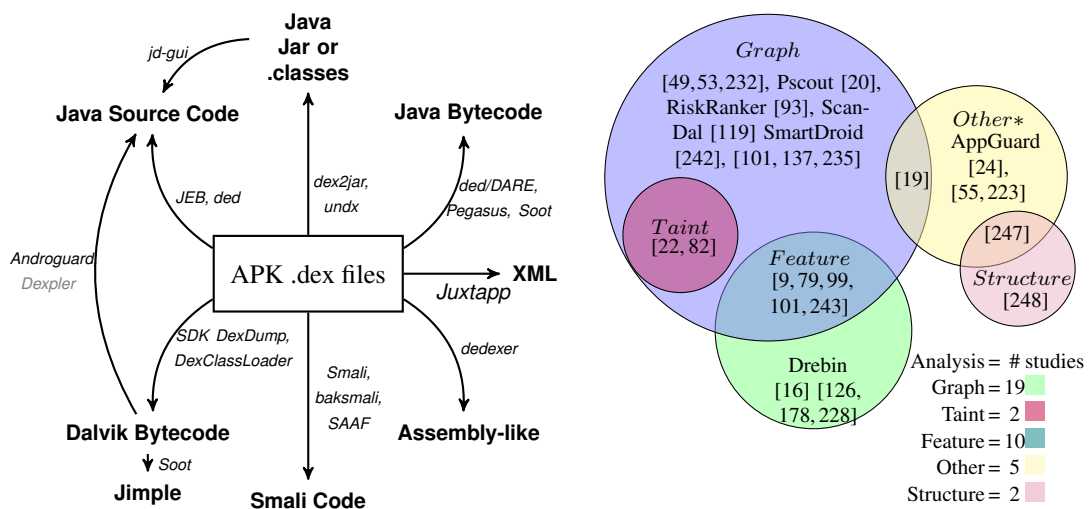 Java
Jar or
.classes
jd-gui
Java Source Code
Java Bytecode
JEB, ded
dex2jar,
undx
ded/DARE,
Pegasus, Soot
Androguard
Dexpler
APK .dex files
XML
Juxtapp
SDK DexDump,
DexClassLoader
Smali,
baksmali,
SAAF
dedexer
Dalvik Bytecode
Assembly-like
Soot
Jimple
Smali Code
Graph
[49,53,232], Pscout [20],
RiskRanker [93], Scan-
Dal [119] SmartDroid
[242], [101, 137, 235]
Other*
AppGuard
[24],
[55, 223]
[19]
Taint
[22, 82]
[247]
Feature
[9, 79, 99,
101, 243]
Structure
[248]
Drebin
[16] [126,
178, 228]
Analysis = # studies
Graph = 19
Taint = 2
Feature = 10
Other = 5
Structure = 2